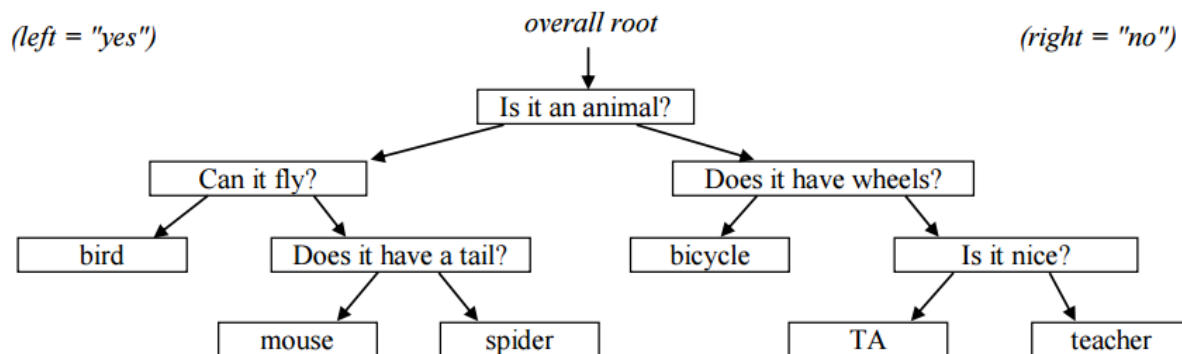 (left = "yes")
overall root
(right = "no")
Is it an animal?
Can it fly?
Does it have wheels?
bird
Does it have a tail?
bicycle
Is it nice?
mouse
spider
TA
teacher